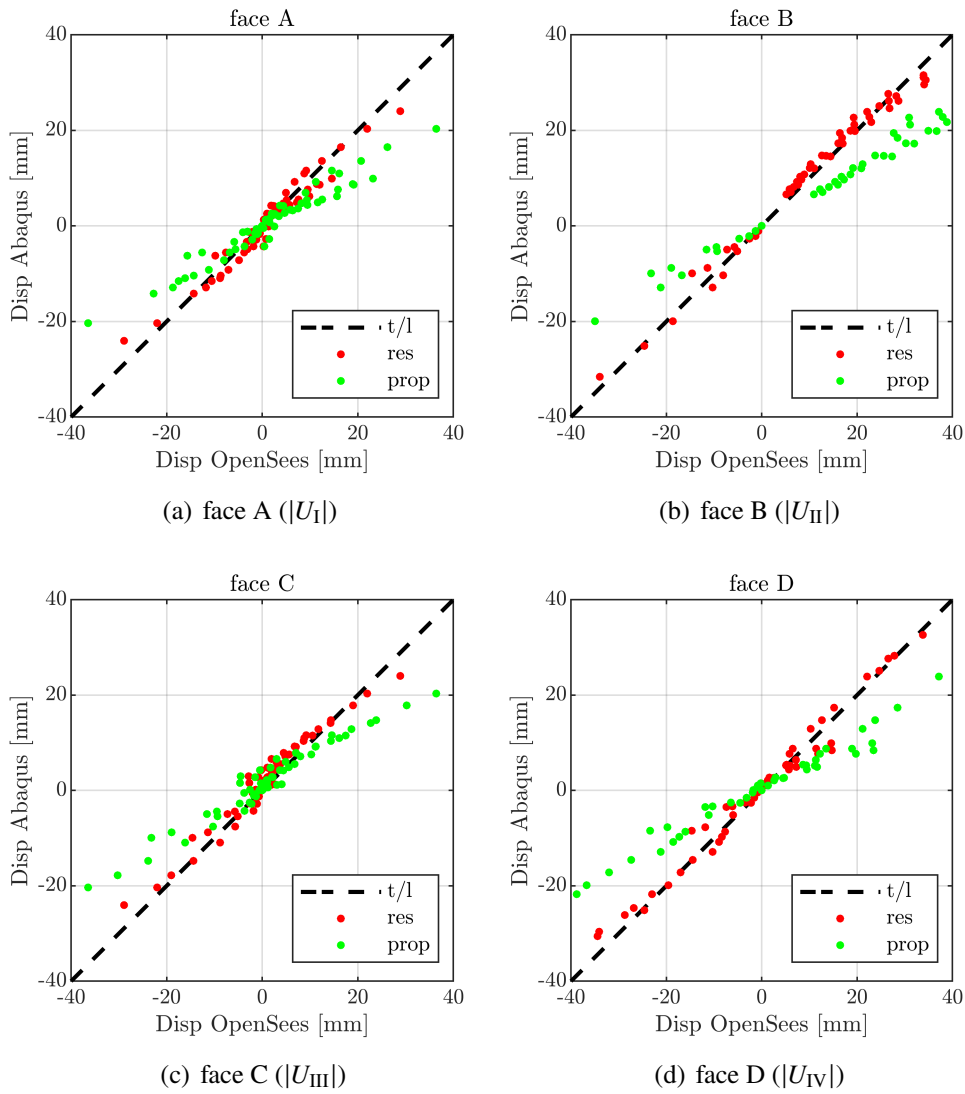 face A
40
20
0
-20
-40
-40
-20
0
20
40
Disp Abaqus [mm]
Disp OpenSees [mm]
t/l
res
prop
(a) face A (|U_I|)
face B
40
20
0
-20
-40
-40
-20
0
20
40
Disp Abaqus [mm]
Disp OpenSees [mm]
t/l
res
prop
(b) face B (|U_II|)
face C
40
20
0
-20
-40
-40
-20
0
20
40
Disp Abaqus [mm]
Disp OpenSees [mm]
t/l
res
prop
(c) face C (|U_III|)
face D
40
20
0
-20
-40
-40
-20
0
20
40
Disp Abaqus [mm]
Disp OpenSees [mm]
t/l
res
prop
(d) face D (|U_IV|)